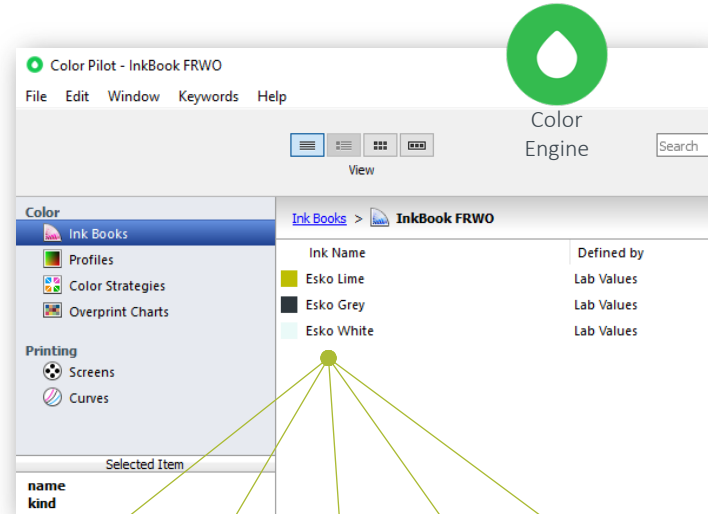 Color Pilot - InkBook FRWO
File Edit Window Keywords Help
Color
Engine
View
Search
Color
Ink Books
Profiles
Color Strategies
Overprint Charts
Printing
Screens
Curves
Selected Item
name
kind
Ink Books > InkBook FRWO
Ink Name Defined by
Esko Lime Lab Values
Esko Grey Lab Values
Esko White Lab Values